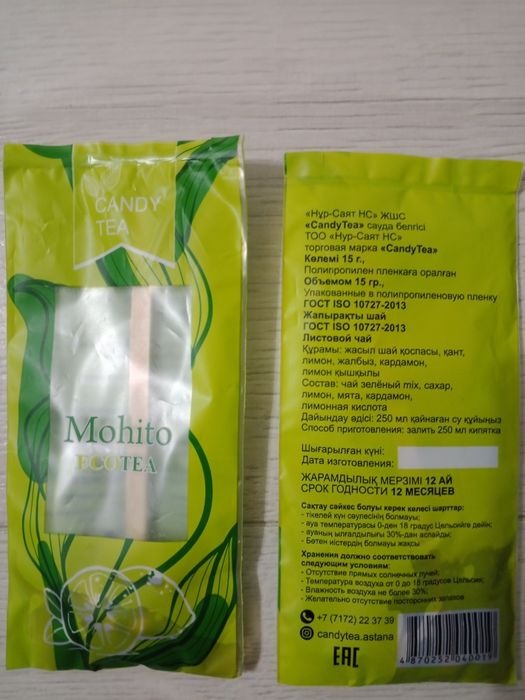 CANDY
TEA
Mohito
ECOTEA
«Нұр-Саят НС» ЖШС
«CandyTea» сауда белгісі
ТОО «Нур-Саят НС»
торговая марка «CandyTea»
Көлемі 15 г.,
Полипропилен пленкаға оралған
Объемом 15 гр.,
Упакованные в полипропиленовую пленку
ГОСТ ISO 10727-2013
Жапырақты шай
ГОСТ ISO 10727-2013
Листовой чай
Құрамы: жасыл шай қоспасы, қант,
лимон, жалбыз, кардамон,
лимон қышқылы
Состав: чай зелёный mix, сахар,
лимон, мята, кардамон,
лимонная кислота
Дайындау әдісі: 250 мл қайнаған су құйыңыз
Способ приготовления: залить 250 мл кипятка
Шығарылған күні:
Дата изготовления:
ЖАРАМДЫЛЫҚ МЕРЗІМІ 12 АЙ
СРОК ГОДНОСТИ 12 МЕСЯЦЕВ
Сақтау сәйкес болуы керек келесі шарттар:
- тікелей күн сәулесінің болмауы;
- ауа температурасы 0-ден 18 градус Цельсийге дейін;
- ауаның ылғалдылығы 30%-дан аспайды;
- Бөтен иістердің болмауы жақсы
Хранения должно соответствовать
следующим условиям:
- Отсутствие прямых солнечных лучей;
- Температура воздуха от 0 до 18 градусов Цельсия;
- Влажность воздуха не более 30%;
- Желательно отсутствие посторонних запахов
+7 (7172) 22 37 39
candytea.astana
EAC
4 870252 040019